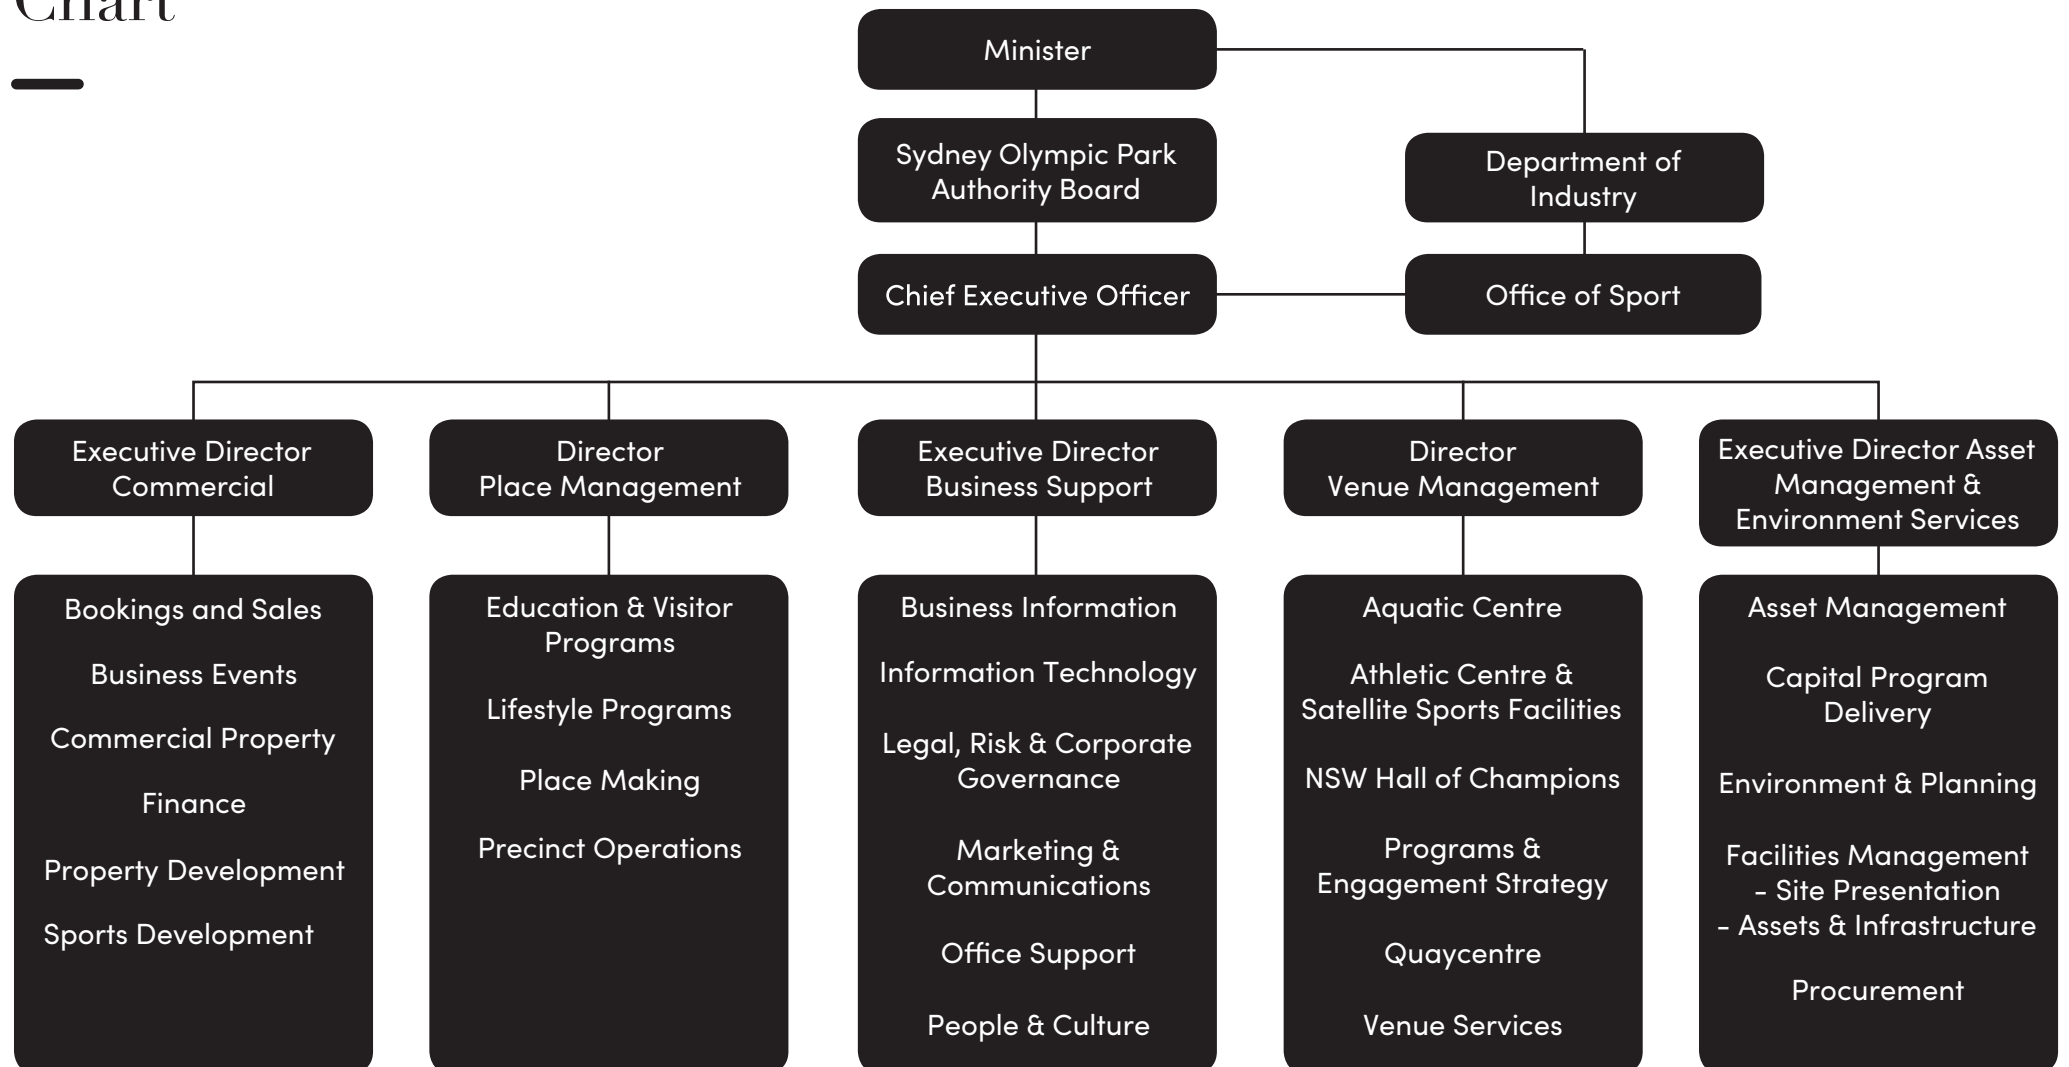 Chart
Minister
Sydney Olympic Park
Authority Board
Department of
Industry
Chief Executive Officer
Office of Sport
Executive Director
Commercial
Director
Place Management
Executive Director
Business Support
Director
Venue Management
Executive Director Asset
Management &
Environment Services
Bookings and Sales
Business Events
Commercial Property
Finance
Property Development
Sports Development
Education & Visitor
Programs
Lifestyle Programs
Place Making
Precinct Operations
Business Information
Information Technology
Legal, Risk & Corporate
Governance
Marketing &
Communications
Office Support
People & Culture
Aquatic Centre
Athletic Centre &
Satellite Sports Facilities
NSW Hall of Champions
Programs &
Engagement Strategy
Quaycentre
Venue Services
Asset Management
Capital Program
Delivery
Environment & Planning
Facilities Management
- Site Presentation
- Assets & Infrastructure
Procurement